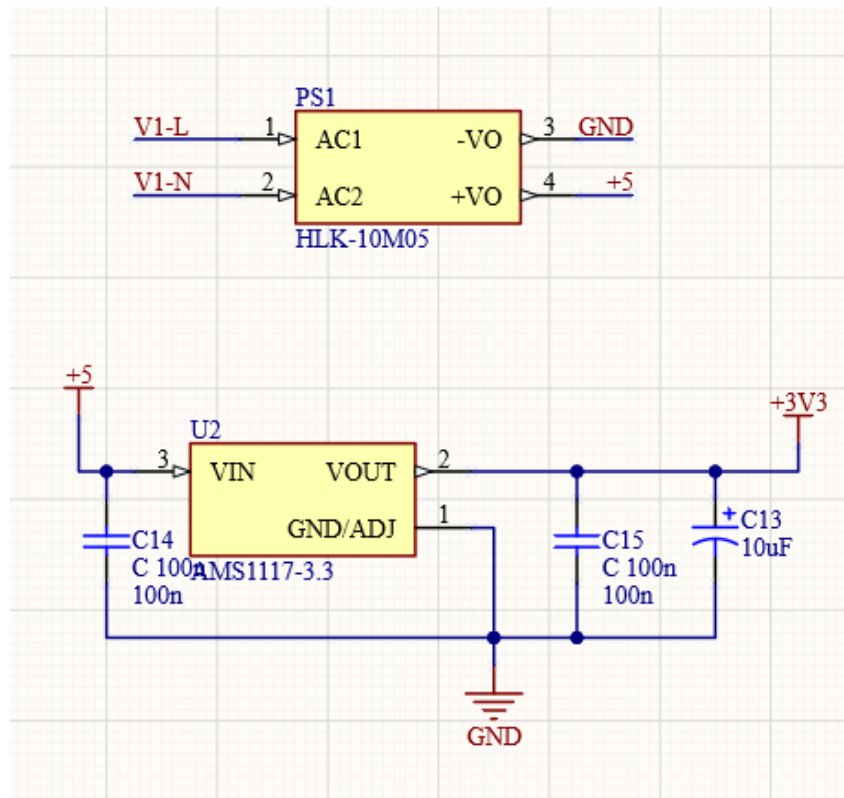 PS1
V1-L 1 AC1 -VO 3 GND
V1-N 2 AC2 +VO 4 +5
HLK-10M05
+5
+3V3
U2
3 VIN VOUT 2
GND/ADJ 1
C14
C 100n
100n
AMS1117-3.3
C15
C 100n
100n
+ C13
10uF
GND